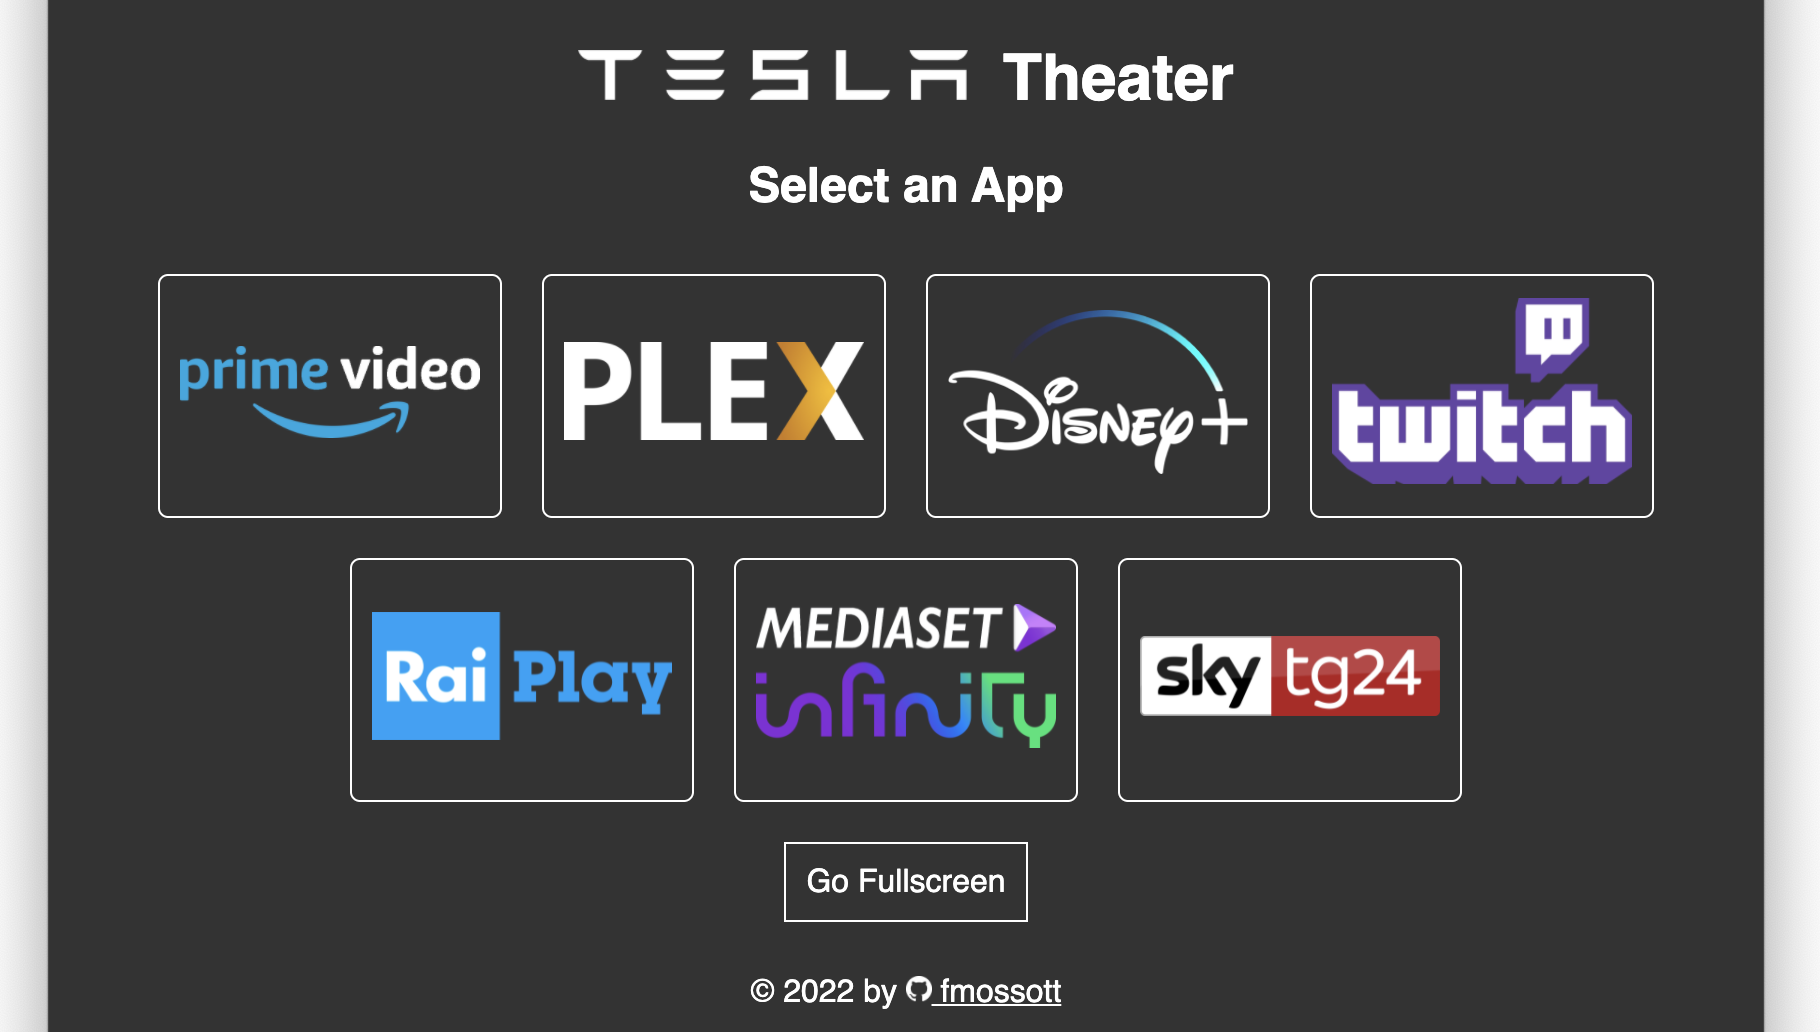 TESLA Theater
Select an App
prime video
PLEX
Disney+
twitch
Rai Play
MEDIASET
infinity
sky tg24
Go Fullscreen
© 2022 by fmossott